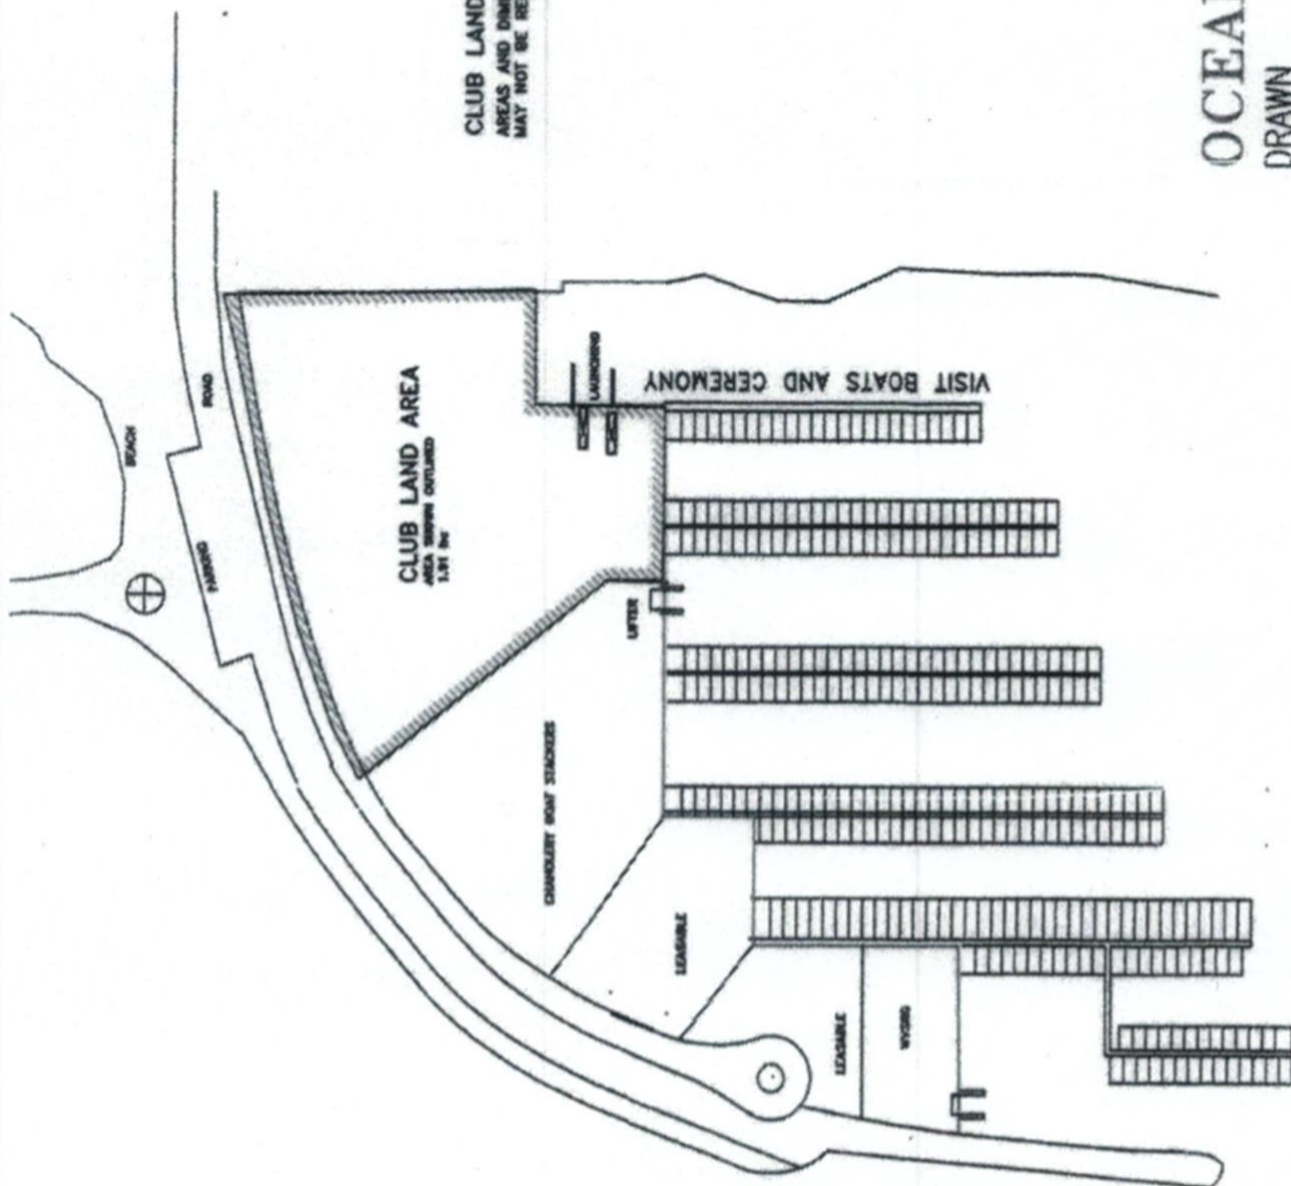 CLUB LAND
AREAS AND DIM
MAY NOT BE RE
OCEA
DRAWN
BEACH
ROAD
PARKING
CLUB LAND AREA
AREA SHOWN OUTLINED
LAUNCHING
VISIT BOATS AND CEREMONY
LIFTER
CHANDLERY BOAT STACKERS
LEASABLE
LEASABLE